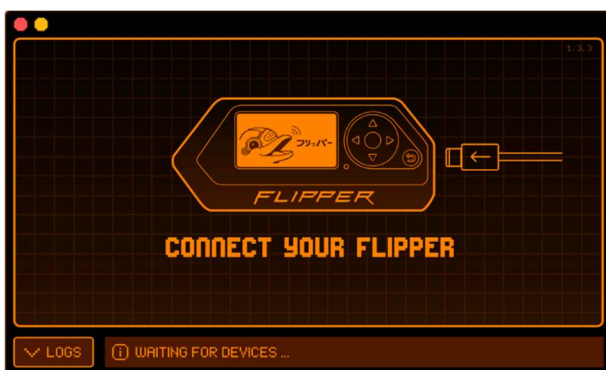 1.3.3
フリッパー
FLIPPER
CONNECT YOUR FLIPPER
LOGS
i WAITING FOR DEVICES ...